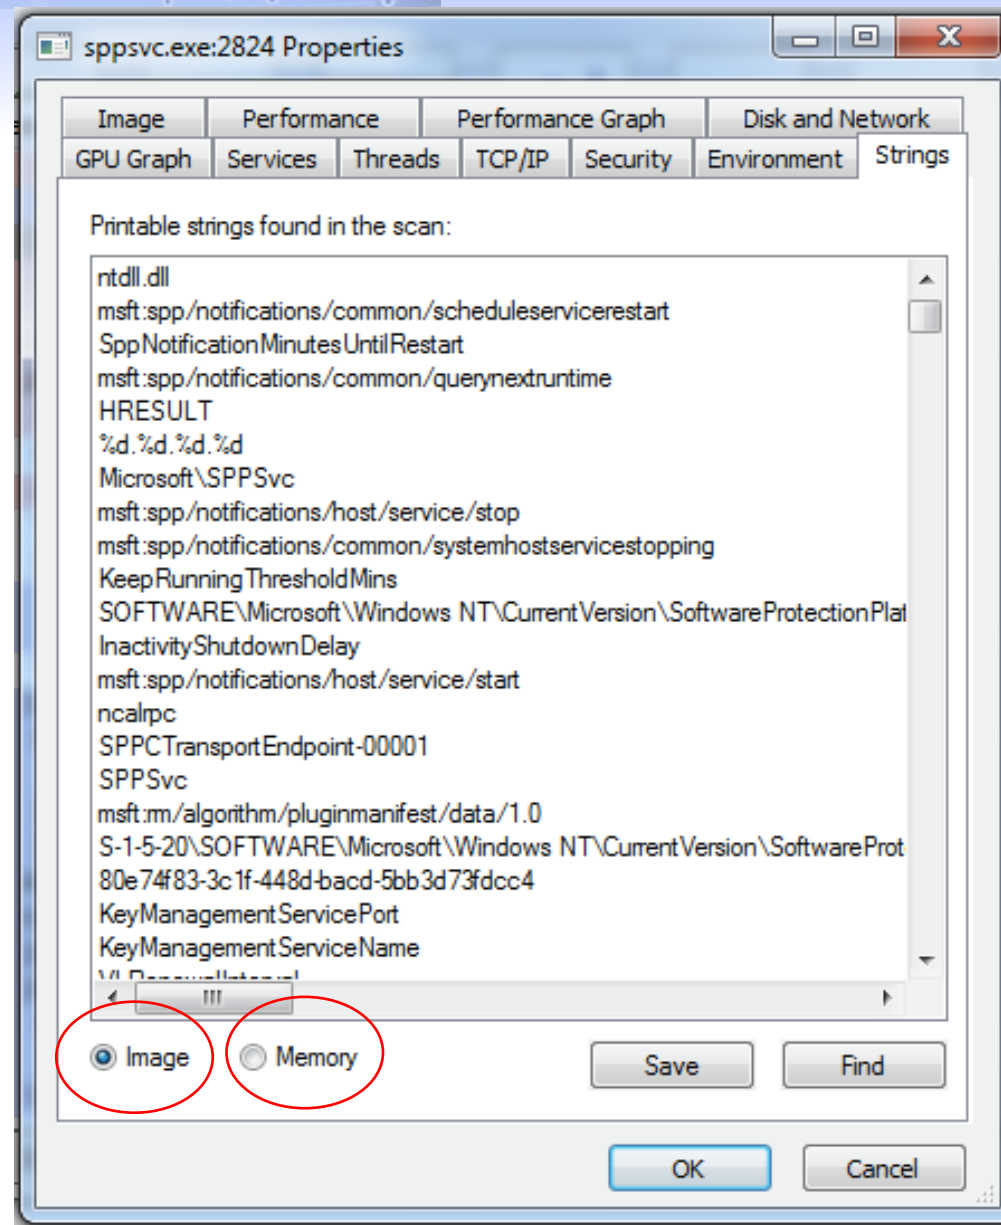 sppsvc.exe:2824 Properties
Image Performance Performance Graph Disk and Network
GPU Graph Services Threads TCP/IP Security Environment Strings
Printable strings found in the scan:
ntdll.dll
msft:spp/notifications/common/scheduleservicerestart
SppNotificationMinutesUntilRestart
msft:spp/notifications/common/querynextruntime
HRESULT
%d.%d.%d.%d
Microsoft\SPPSvc
msft:spp/notifications/host/service/stop
msft:spp/notifications/common/systemhostservicestopping
KeepRunningThresholdMins
SOFTWARE\Microsoft\Windows NT\CurrentVersion\SoftwareProtectionPlat
InactivityShutdownDelay
msft:spp/notifications/host/service/start
ncalrpc
SPPCTransportEndpoint-00001
SPPSvc
msft:rm/algorithm/pluginmanifest/data/1.0
S-1-5-20\SOFTWARE\Microsoft\Windows NT\CurrentVersion\SoftwareProt
80e74f83-3c1f-448d-bacd-5bb3d73fdcc4
KeyManagementServicePort
KeyManagementServiceName
Image Memory Save Find
OK Cancel